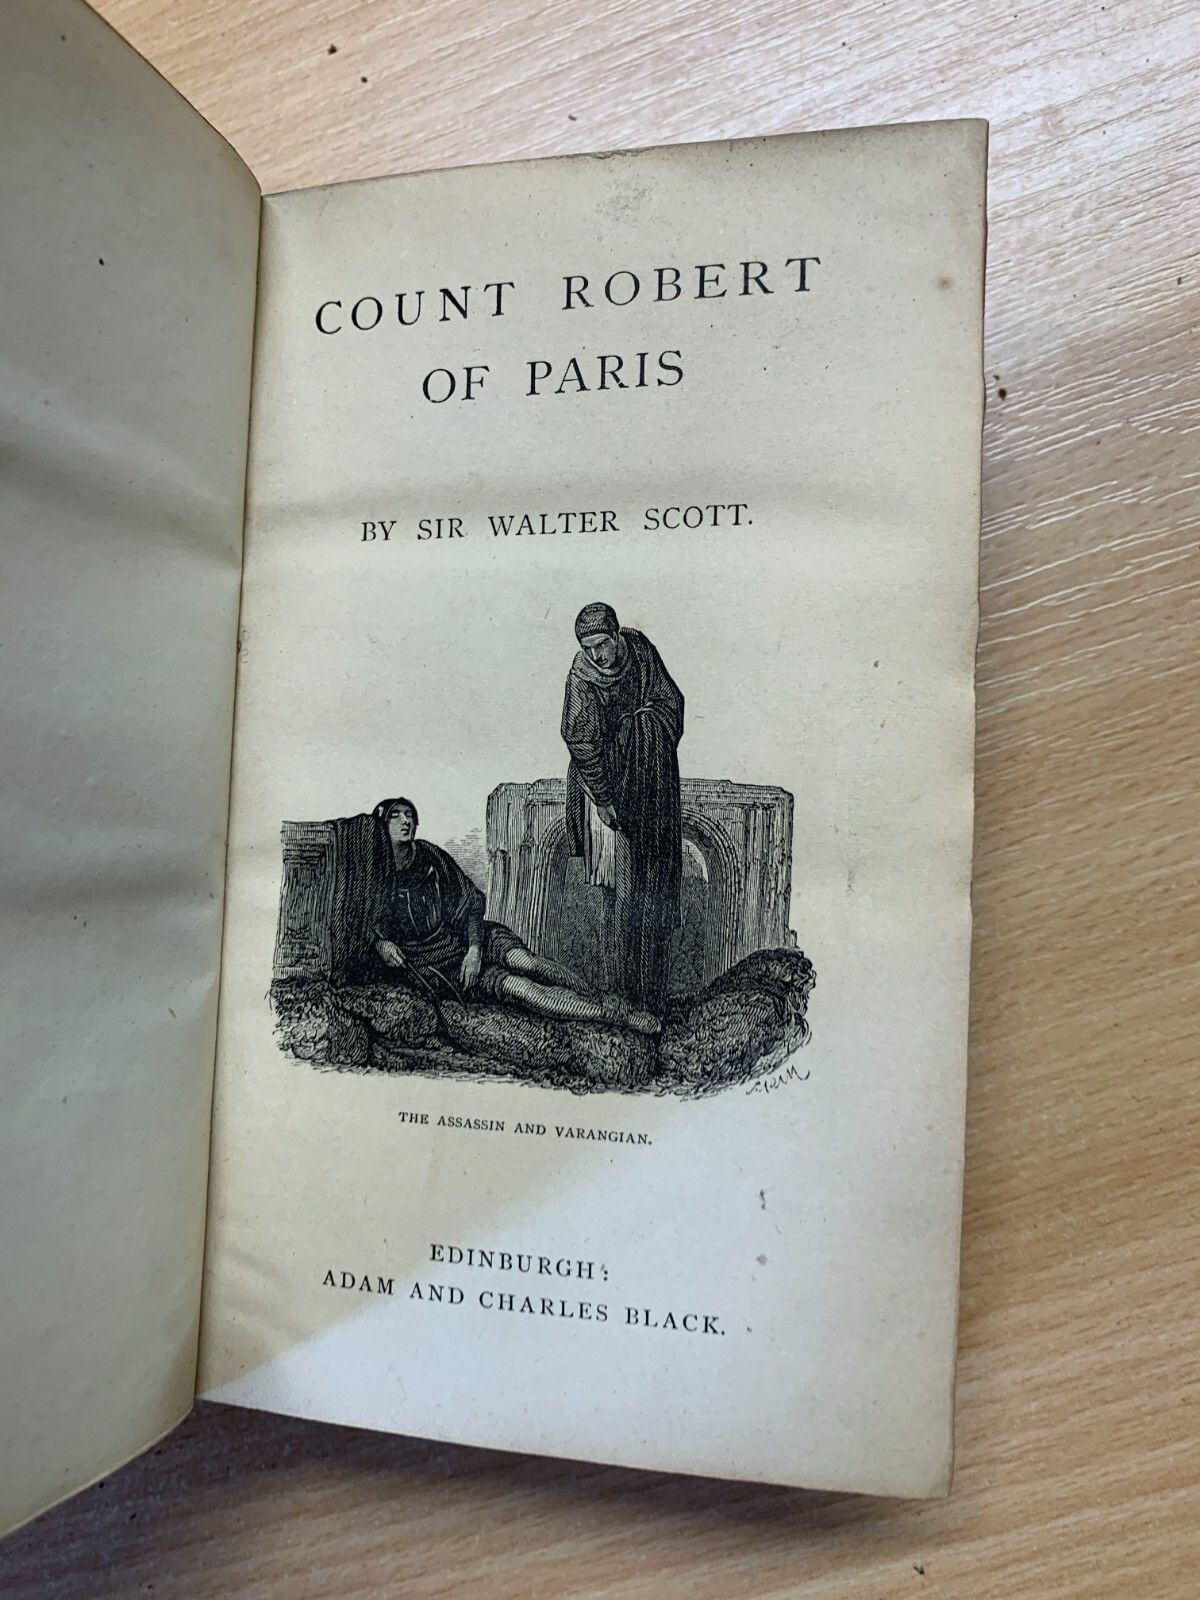 COUNT ROBERT
OF PARIS
BY SIR WALTER SCOTT.
THE ASSASSIN AND VARANGIAN.
EDINBURGH:
ADAM AND CHARLES BLACK.